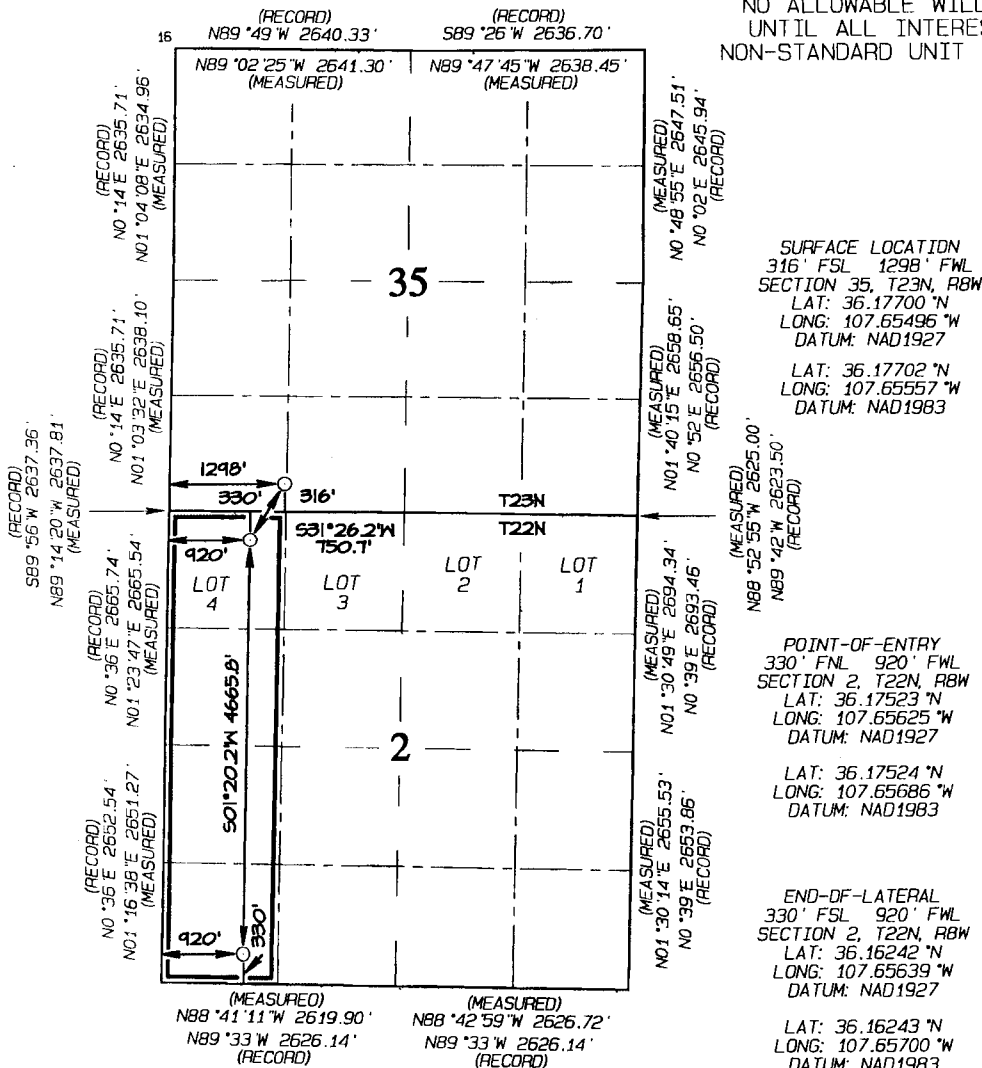 NO ALLOWABLE WILL
UNTIL ALL INTERES
NON-STANDARD UNIT
16
(RECORD)
N89°49'W 2640.33'
(RECORD)
S89°26'W 2636.70'
N89°02'25"W 2641.30'
(MEASURED)
N89°47'45"W 2638.45'
(MEASURED)
(RECORD)
N0°14'E 2635.71'
N01°04'08"E 2634.96'
(MEASURED)
(MEASURED)
N0°48'55"E 2647.51'
N0°02'E 2645.94'
(RECORD)
35
(RECORD)
N0°14'E 2635.71'
N01°03'32"E 2638.10'
(MEASURED)
(MEASURED)
N01°40'15"E 2658.65'
N0°52'E 2656.50'
(RECORD)
SURFACE LOCATION
316' FSL 1298' FWL
SECTION 35, T23N, R8W
LAT: 36.17700°N
LONG: 107.65496°W
DATUM: NAD1927
LAT: 36.17702°N
LONG: 107.65557°W
DATUM: NAD1983
(RECORD)
S89°56'W 2637.36'
N89°14'20"W 2637.81'
(MEASURED)
1298'
330'
316'
T23N
T22N
S31°26.2'W
750.7'
920'
(MEASURED)
N88°52'55"W 2625.00'
N89°42'W 2623.50'
(RECORD)
LOT
4
LOT
3
LOT
2
LOT
1
(RECORD)
N0°36'E 2665.74'
N01°23'47"E 2665.54'
(MEASURED)
(MEASURED)
N01°30'49"E 2694.34'
N0°39'E 2693.46'
(RECORD)
S01°20.2'W 4665.8'
2
POINT-OF-ENTRY
330' FNL 920' FWL
SECTION 2, T22N, R8W
LAT: 36.17523°N
LONG: 107.65625°W
DATUM: NAD1927
LAT: 36.17524°N
LONG: 107.65686°W
DATUM: NAD1983
(RECORD)
N0°36'E 2652.54'
N01°16'38"E 2651.27'
(MEASURED)
(MEASURED)
N01°30'14"E 2655.53'
N0°39'E 2653.86'
(RECORD)
920'
330'
END-OF-LATERAL
330' FSL 920' FWL
SECTION 2, T22N, R8W
LAT: 36.16242°N
LONG: 107.65639°W
DATUM: NAD1927
LAT: 36.16243°N
LONG: 107.65700°W
DATUM: NAD1983
(MEASURED)
N88°41'11"W 2619.90'
N89°33'W 2626.14'
(RECORD)
(MEASURED)
N88°42'59"W 2626.72'
N89°33'W 2626.14'
(RECORD)